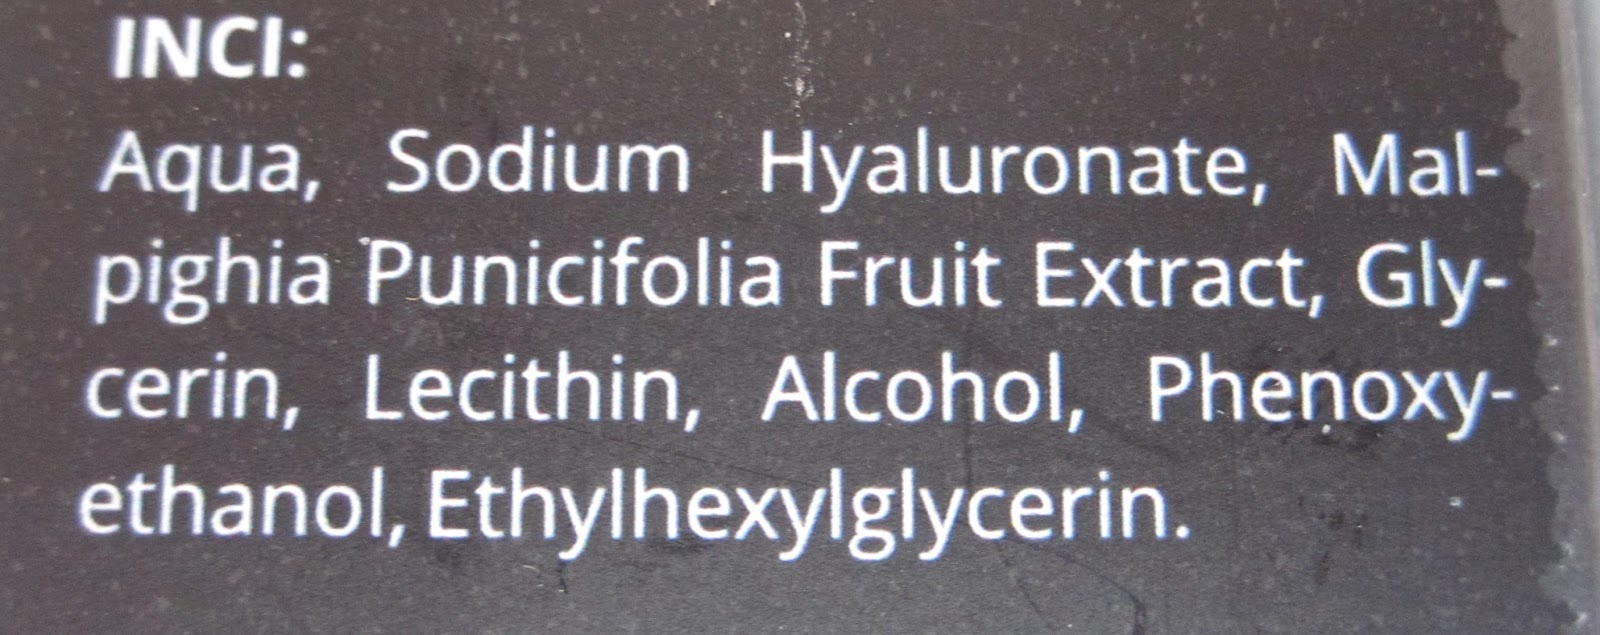 INCI:
Aqua, Sodium Hyaluronate, Mal-
pighia Punicifolia Fruit Extract, Gly-
cerin, Lecithin, Alcohol, Phenoxy-
ethanol, Ethylhexylglycerin.